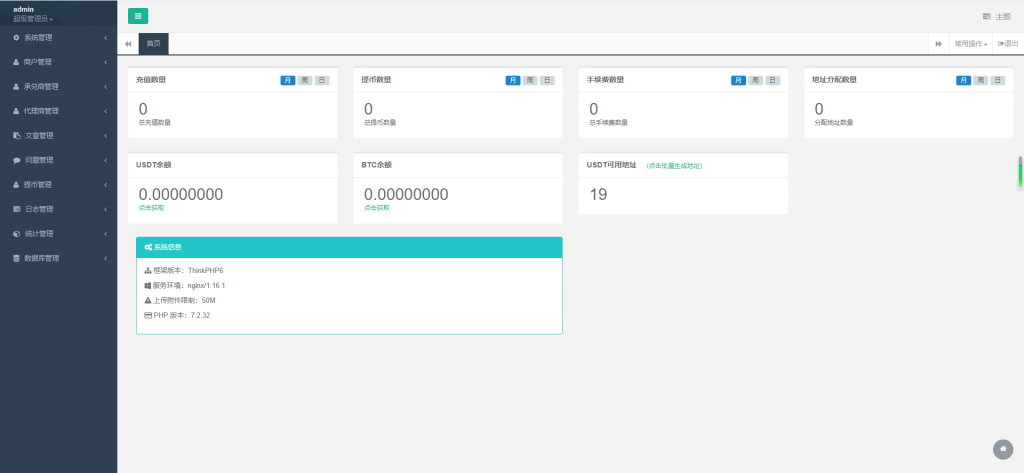 admin
超级管理员
主题
系统管理
商户管理
承兑商管理
代理商管理
文章管理
问题管理
提币管理
日志管理
统计管理
数据库管理
首页
常用操作
退出
充值数量 月 周 日
0
总充值数量
提币数量 月 周 日
0
总提币数量
手续费数量 月 周 日
0
总手续费数量
地址分配数量 月 周 日
0
分配地址数量
USDT余额
0.00000000
点击获取
BTC余额
0.00000000
点击获取
USDT可用地址 (点击批量生成地址)
19
系统信息
框架版本：ThinkPHP6
服务环境：nginx/1.16.1
上传附件限制：50M
PHP 版本：7.2.32